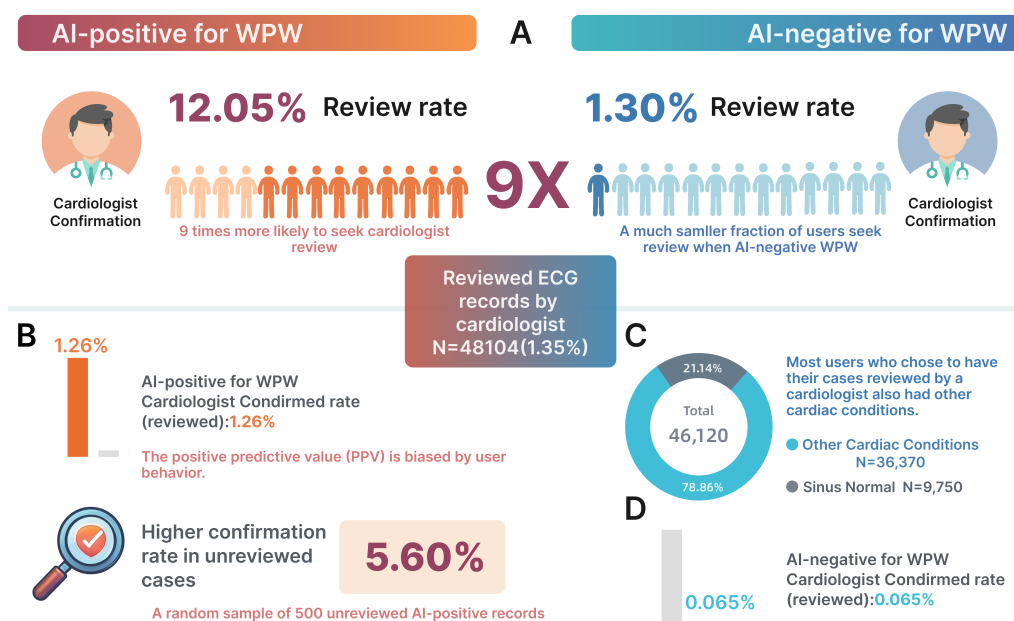 AI-positive for WPW
A
AI-negative for WPW
12.05% Review rate
1.30% Review rate
Cardiologist
Confirmation
9X
9 times more likely to seek cardiologist
review
A much samller fraction of users seek
review when AI-negative WPW
Cardiologist
Confirmation
Reviewed ECG
records by
cardiologist
N=48104(1.35%)
B
1.26%
AI-positive for WPW
Cardiologist Condirmed rate
(reviewed):1.26%
The positive predictive value (PPV) is biased by user
behavior.
Higher confirmation
rate in unreviewed
cases
5.60%
A random sample of 500 unreviewed AI-positive records
C
21.14%
Total
46,120
78.86%
Most users who chose to have
their cases reviewed by a
cardiologist also had other
cardiac conditions.
Other Cardiac Conditions
N=36,370
Sinus Normal N=9,750
D
0.065%
AI-negative for WPW
Cardiologist Condirmed rate
(reviewed):0.065%